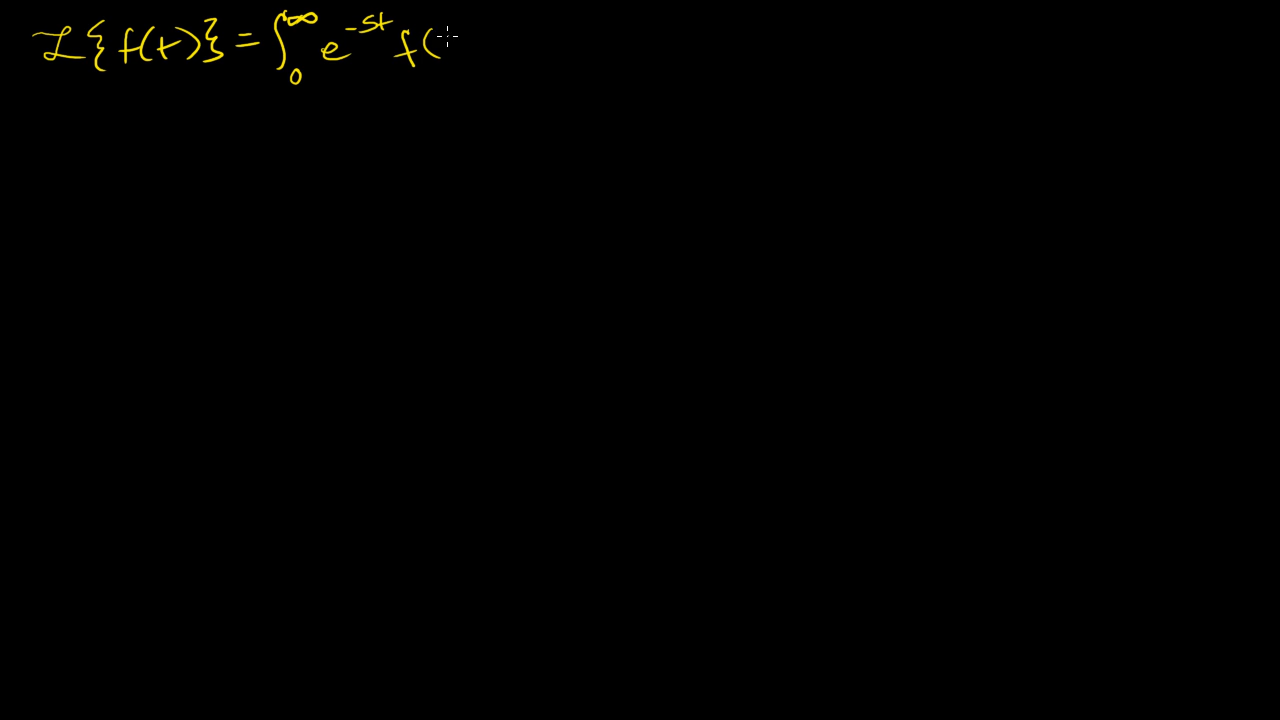 ℒ{f(t)} = ∫₀^∞ e^{-st} f(